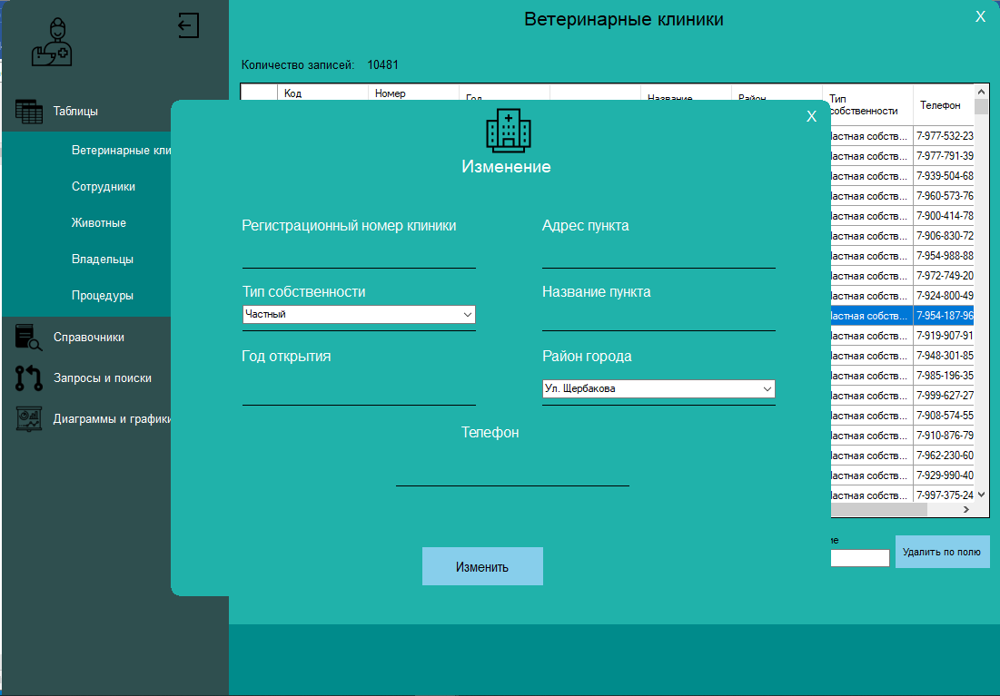 Ветеринарные клиники
X
Количество записей: 10481
Таблицы
Ветеринарные кли
Сотрудники
Животные
Владельцы
Процедуры
Справочники
Запросы и поиски
Диаграммы и графики
Код
Номер
Год
Название
Район
Тип
собственности
Телефон
X
Изменение
Регистрационный номер клиники
Адрес пункта
Тип собственности
Частный
Название пункта
Год открытия
Район города
Ул. Щербакова
Телефон
Изменить
Частная собств... 7-977-532-23
Частная собств... 7-977-791-39
Частная собств... 7-939-504-68
Частная собств... 7-960-573-76
Частная собств... 7-900-414-78
Частная собств... 7-906-830-72
Частная собств... 7-954-988-88
Частная собств... 7-972-749-20
Частная собств... 7-924-800-49
Частная собств... 7-954-187-96
Частная собств... 7-919-907-91
Частная собств... 7-948-301-85
Частная собств... 7-985-196-35
Частная собств... 7-999-627-27
Частная собств... 7-908-574-55
Частная собств... 7-910-876-79
Частная собств... 7-962-230-60
Частная собств... 7-929-990-40
Частная собств... 7-997-375-24
ие
Удалить по полю